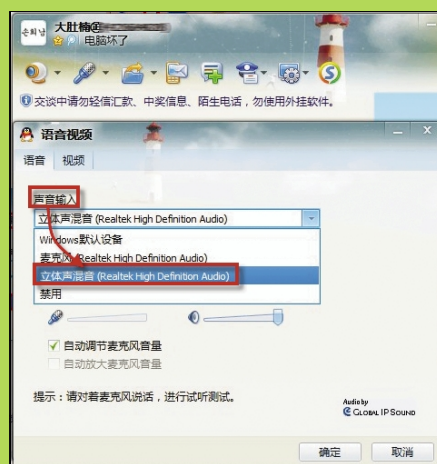 大肚楠@
电脑坏了
交谈中请勿轻信汇款、中奖信息、陌生电话，勿使用外挂软件。
语音视频
语音 视频
声音输入
立体声混音 (Realtek High Definition Audio)
Windows默认设备
麦克风 (Realtek High Definition Audio)
立体声混音 (Realtek High Definition Audio)
禁用
自动调节麦克风音量
自动放大麦克风音量
提示：请对着麦克风说话，进行试听测试。
Audio by
GLOBAL IP SOUND
确定 取消